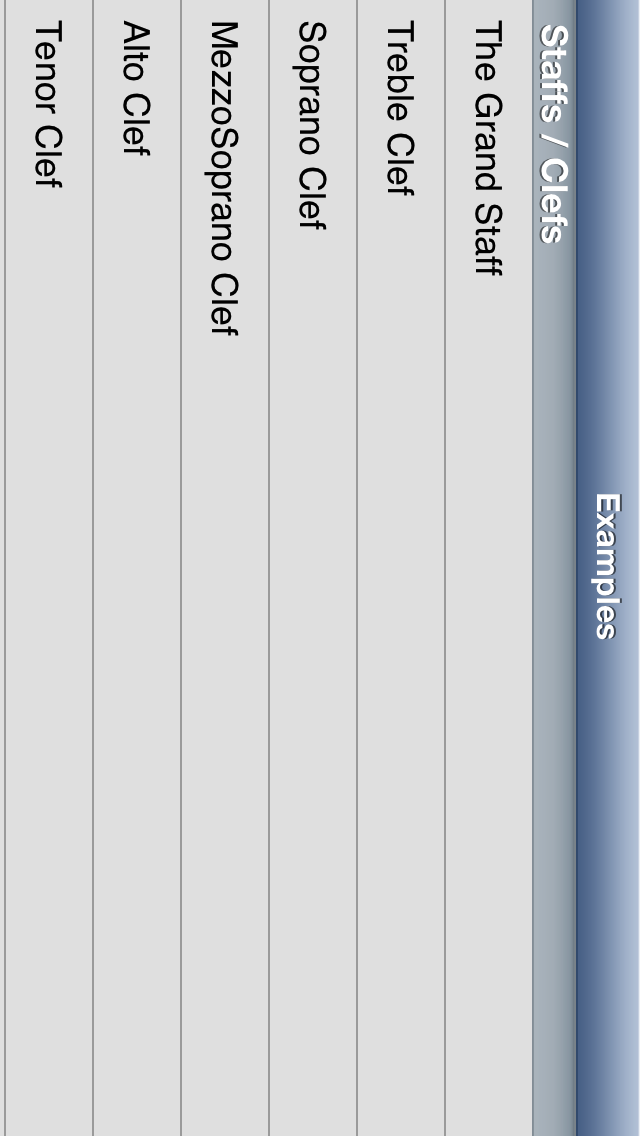 Examples
Staffs / Clefs
The Grand Staff
Treble Clef
Soprano Clef
MezzoSoprano Clef
Alto Clef
Tenor Clef